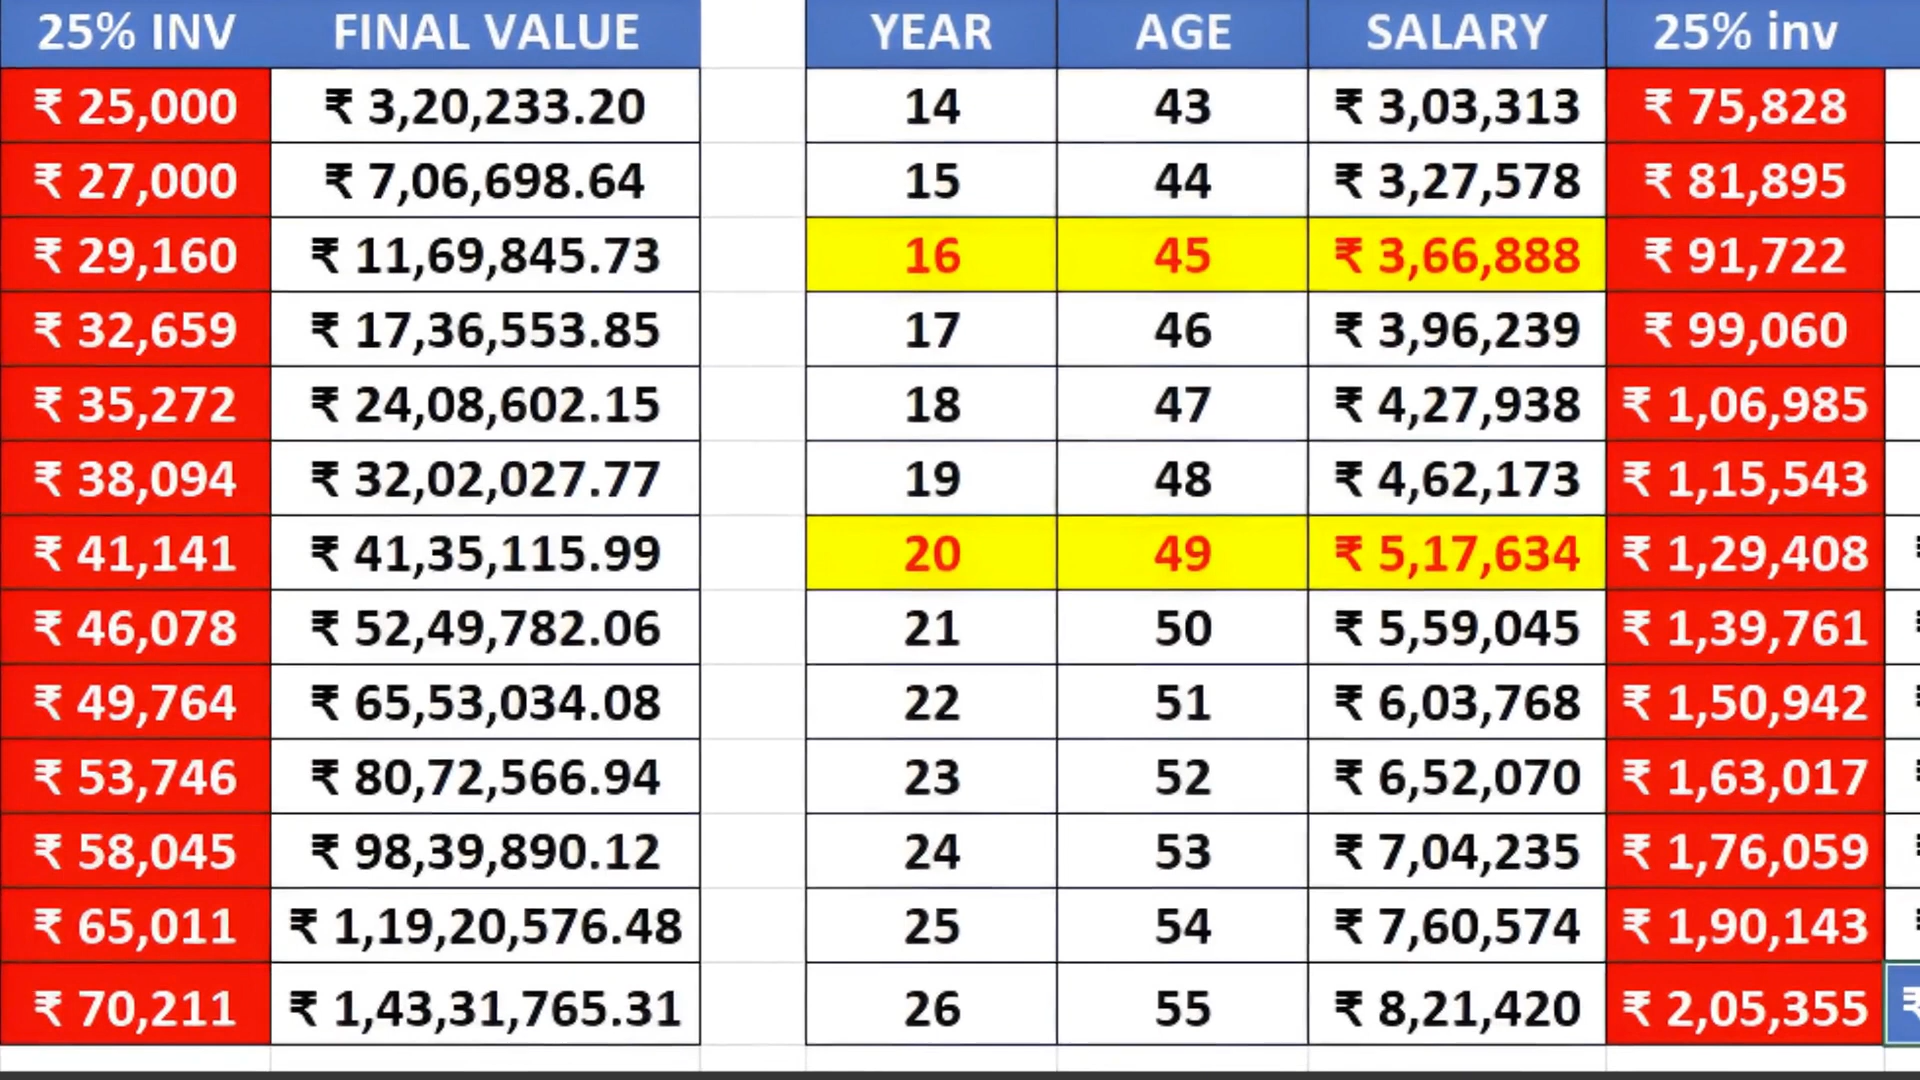 25% INV FINAL VALUE YEAR AGE SALARY 25% inv
₹ 25,000 ₹ 3,20,233.20 14 43 ₹ 3,03,313 ₹ 75,828
₹ 27,000 ₹ 7,06,698.64 15 44 ₹ 3,27,578 ₹ 81,895
₹ 29,160 ₹ 11,69,845.73 16 45 ₹ 3,66,888 ₹ 91,722
₹ 32,659 ₹ 17,36,553.85 17 46 ₹ 3,96,239 ₹ 99,060
₹ 35,272 ₹ 24,08,602.15 18 47 ₹ 4,27,938 ₹ 1,06,985
₹ 38,094 ₹ 32,02,027.77 19 48 ₹ 4,62,173 ₹ 1,15,543
₹ 41,141 ₹ 41,35,115.99 20 49 ₹ 5,17,634 ₹ 1,29,408
₹ 46,078 ₹ 52,49,782.06 21 50 ₹ 5,59,045 ₹ 1,39,761
₹ 49,764 ₹ 65,53,034.08 22 51 ₹ 6,03,768 ₹ 1,50,942
₹ 53,746 ₹ 80,72,566.94 23 52 ₹ 6,52,070 ₹ 1,63,017
₹ 58,045 ₹ 98,39,890.12 24 53 ₹ 7,04,235 ₹ 1,76,059
₹ 65,011 ₹ 1,19,20,576.48 25 54 ₹ 7,60,574 ₹ 1,90,143
₹ 70,211 ₹ 1,43,31,765.31 26 55 ₹ 8,21,420 ₹ 2,05,355